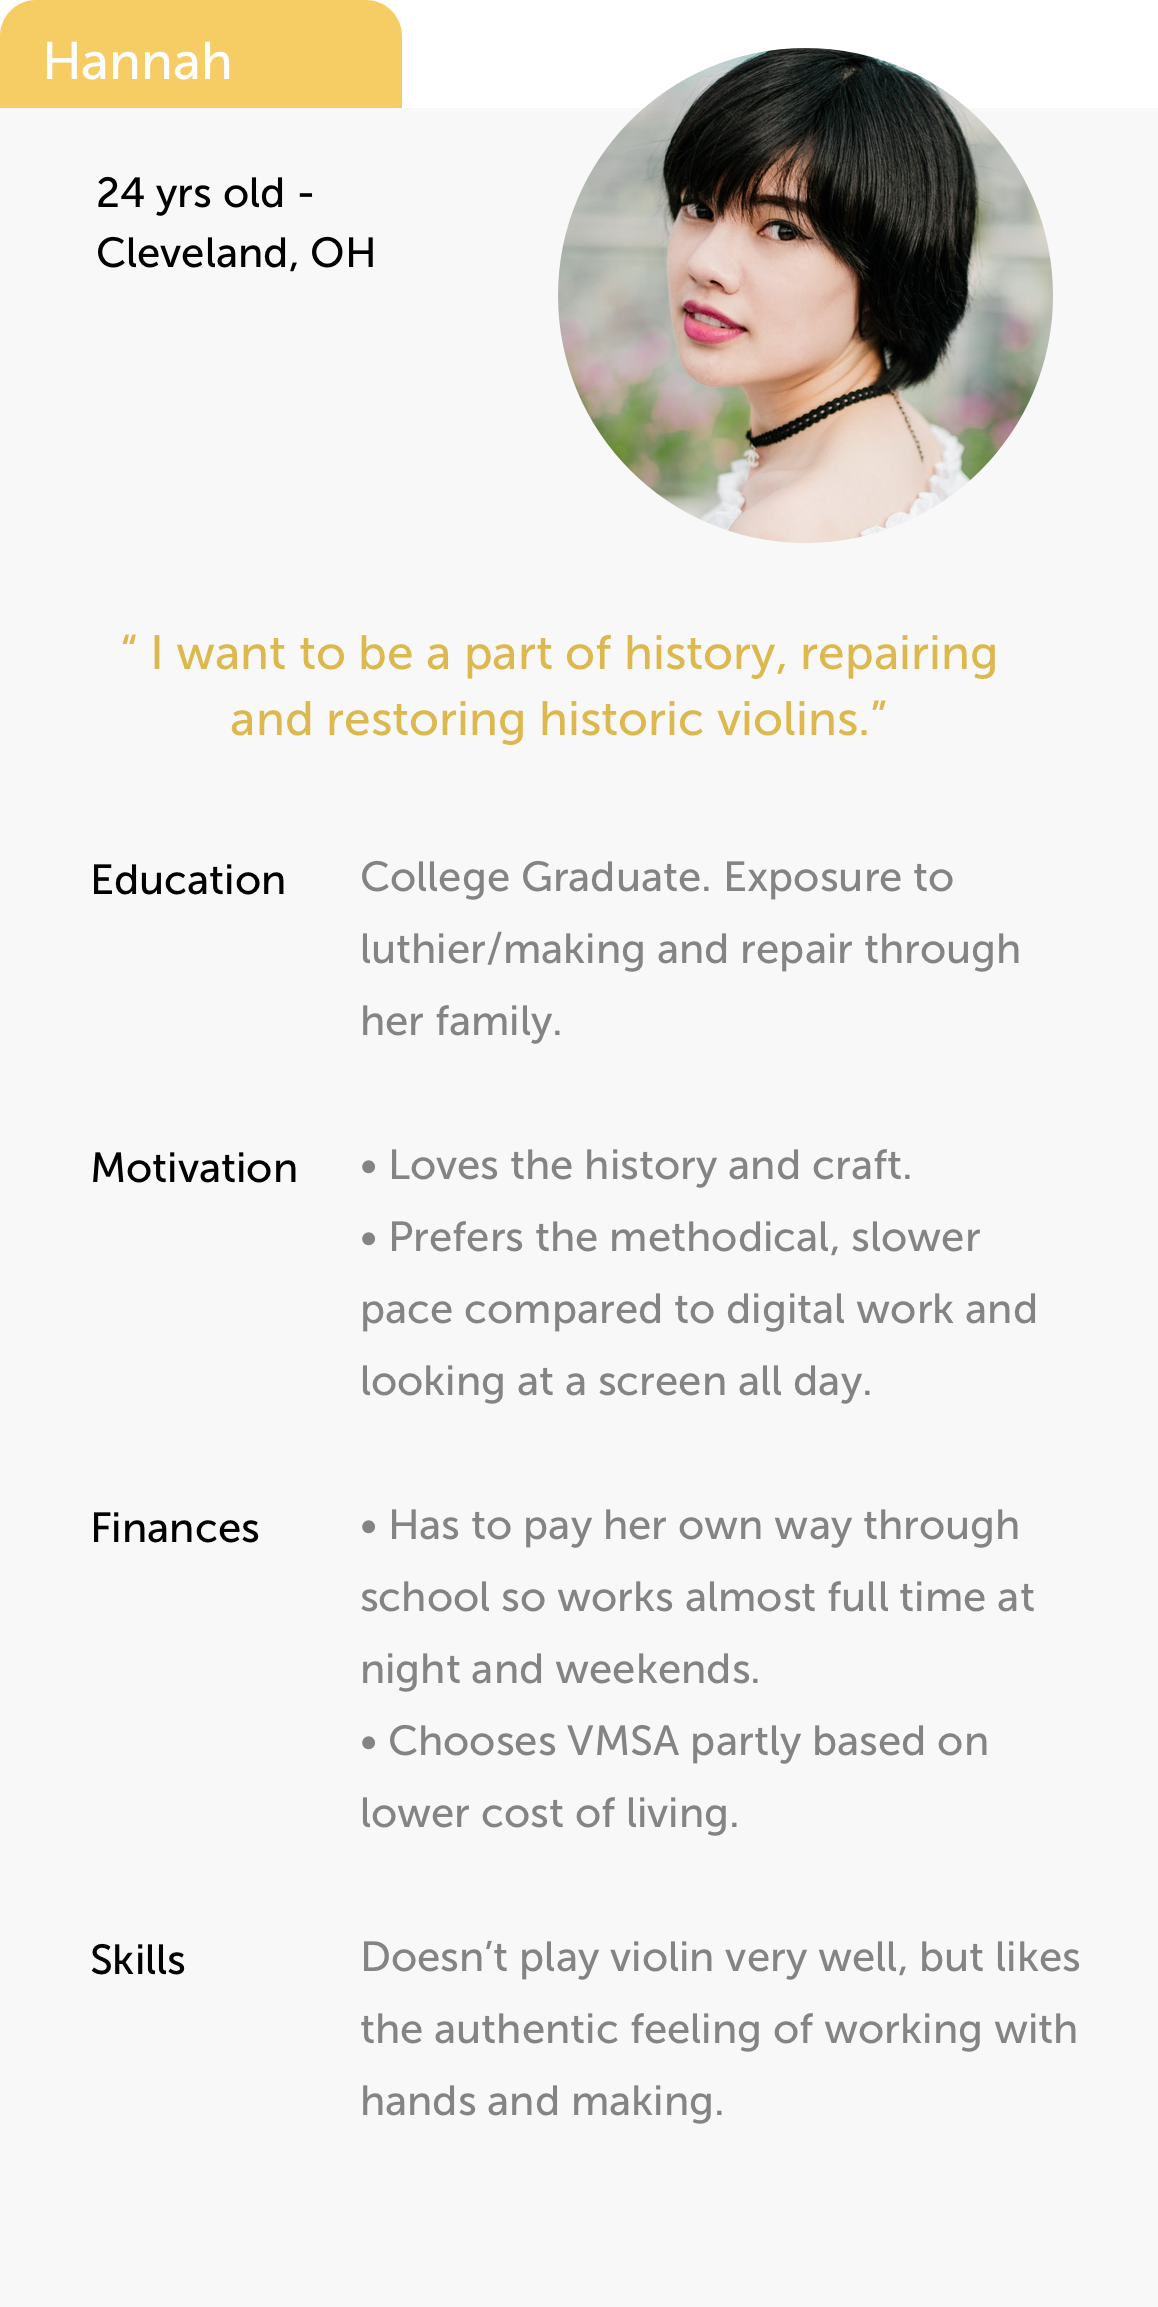 Hannah
24 yrs old -
Cleveland, OH
“ I want to be a part of history, repairing
and restoring historic violins.”
Education
College Graduate. Exposure to
luthier/making and repair through
her family.
Motivation
• Loves the history and craft.
• Prefers the methodical, slower
pace compared to digital work and
looking at a screen all day.
Finances
• Has to pay her own way through
school so works almost full time at
night and weekends.
• Chooses VMSA partly based on
lower cost of living.
Skills
Doesn’t play violin very well, but likes
the authentic feeling of working with
hands and making.